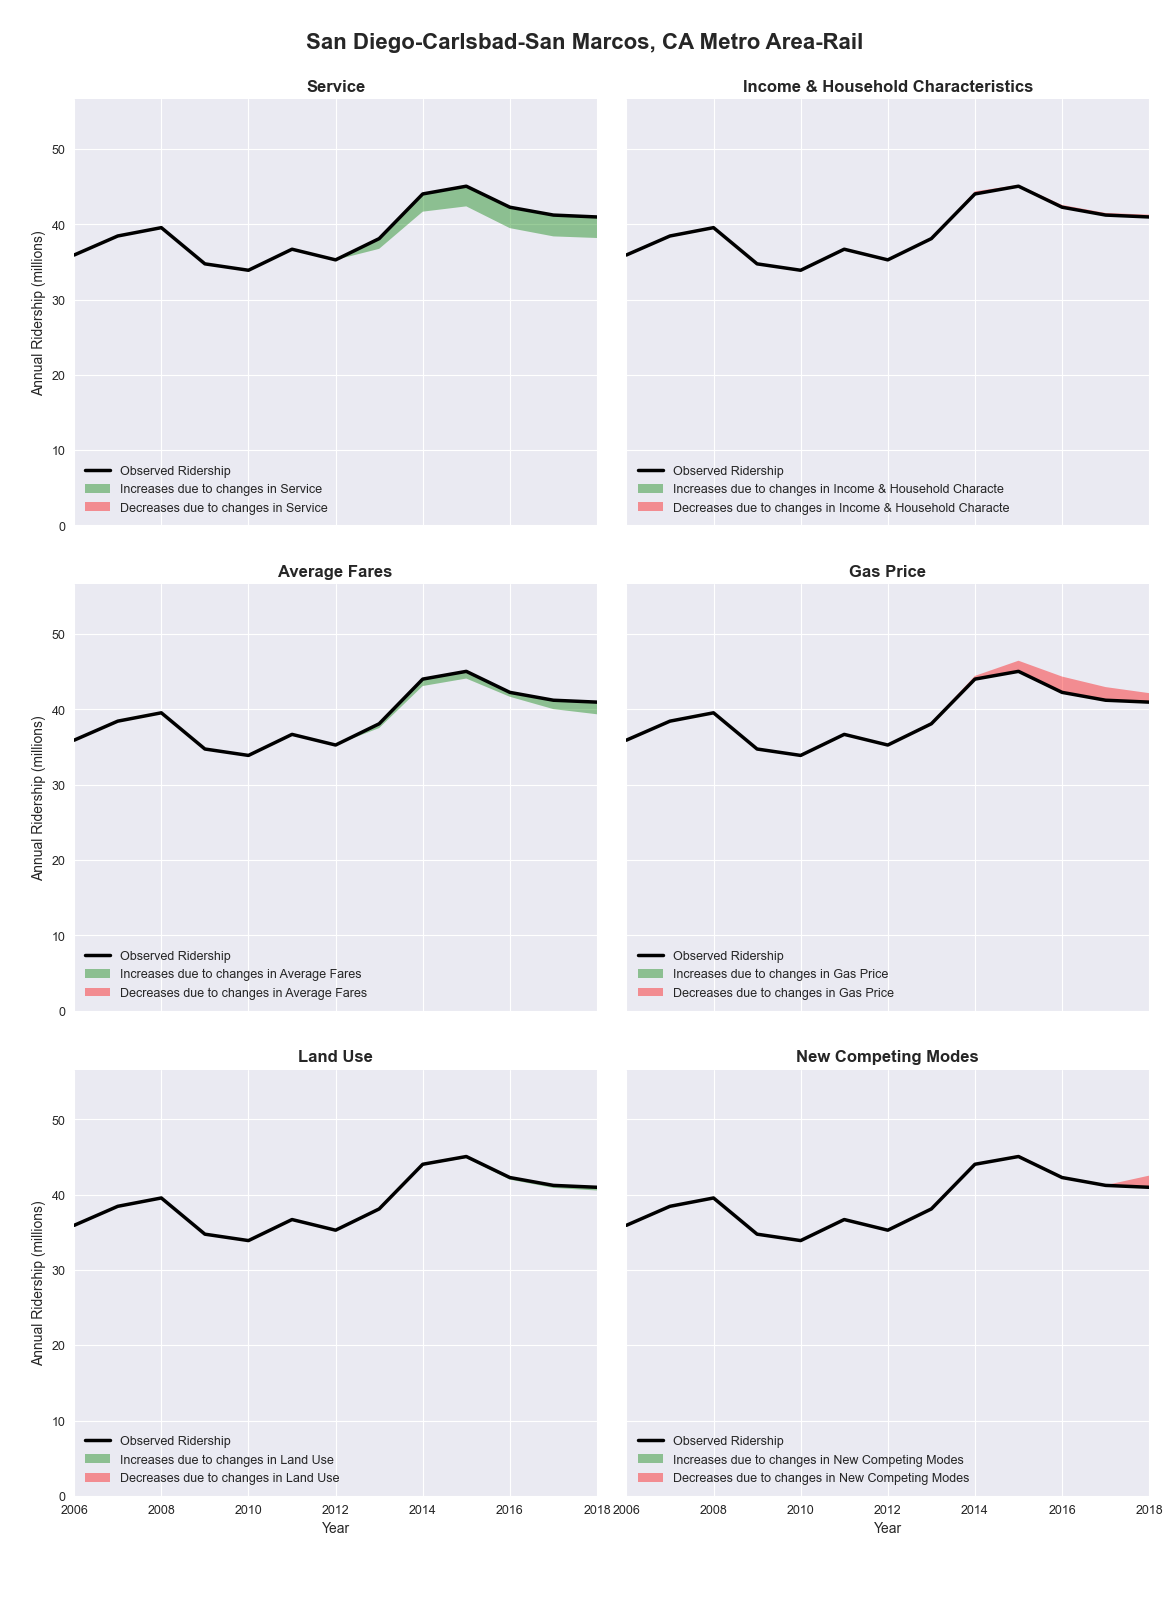 San Diego-Carlsbad-San Marcos, CA Metro Area-Rail
Service
Income & Household Characteristics
50
40
30
20
10
0
Annual Ridership (millions)
Observed Ridership
Increases due to changes in Service
Decreases due to changes in Service
Observed Ridership
Increases due to changes in Income & Household Characte
Decreases due to changes in Income & Household Characte
Average Fares
Gas Price
50
40
30
20
10
0
Annual Ridership (millions)
Observed Ridership
Increases due to changes in Average Fares
Decreases due to changes in Average Fares
Observed Ridership
Increases due to changes in Gas Price
Decreases due to changes in Gas Price
Land Use
New Competing Modes
50
40
30
20
10
0
Annual Ridership (millions)
Observed Ridership
Increases due to changes in Land Use
Decreases due to changes in Land Use
Observed Ridership
Increases due to changes in New Competing Modes
Decreases due to changes in New Competing Modes
2006 2008 2010 2012 2014 2016 2018
2006 2008 2010 2012 2014 2016 2018
Year
Year